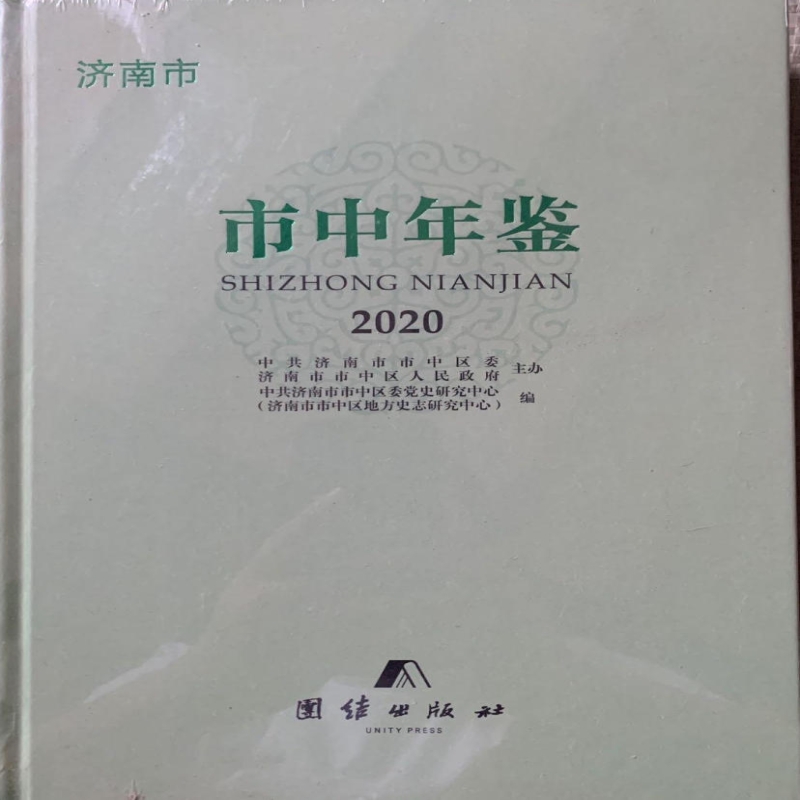 济南市
市中年鉴
SHIZHONG NIANJIAN
2020
中共济南市市中区委
济南市市中区人民政府 主办
中共济南市市中区委党史研究中心
（济南市市中区地方史志研究中心） 编
團结出版社
UNITY PRESS